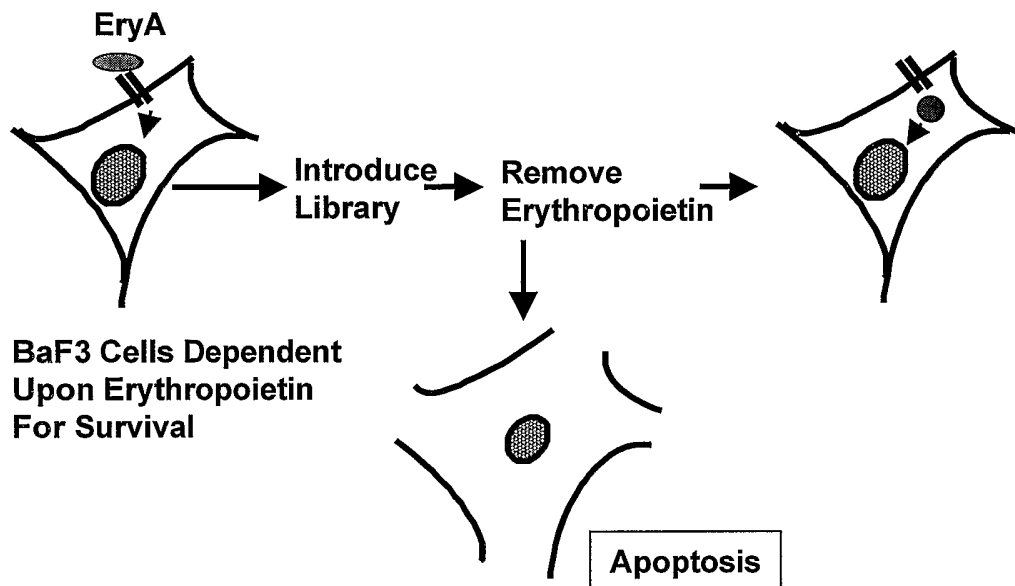 EryA
Introduce
Library
Remove
Erythropoietin
BaF3 Cells Dependent
Upon Erythropoietin
For Survival
Apoptosis